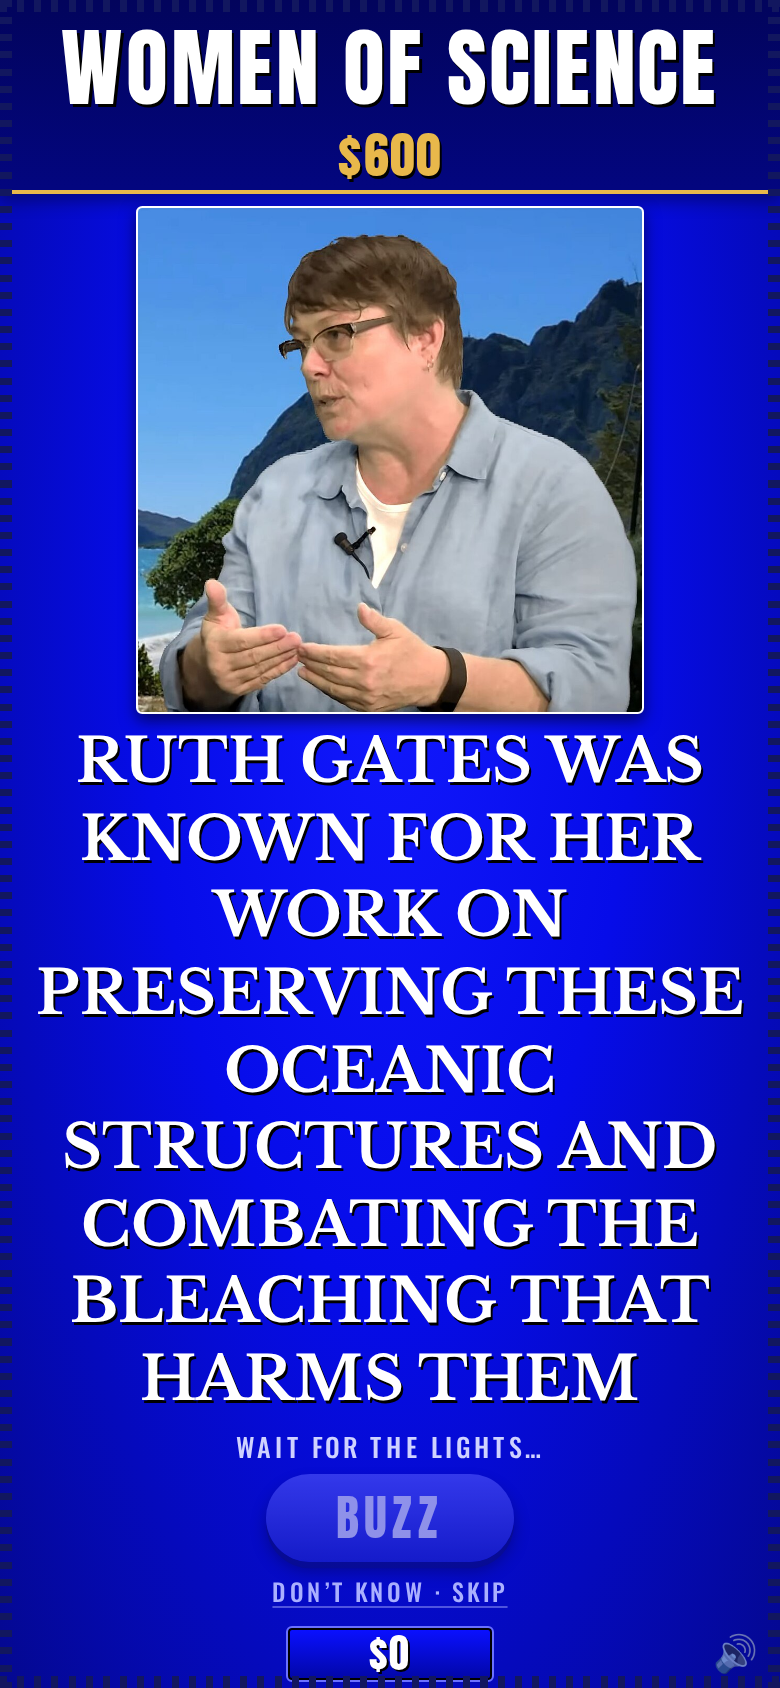 WOMEN OF SCIENCE
$600
RUTH GATES WAS
KNOWN FOR HER
WORK ON
PRESERVING THESE
OCEANIC
STRUCTURES AND
COMBATING THE
BLEACHING THAT
HARMS THEM
WAIT FOR THE LIGHTS…
BUZZ
DON’T KNOW · SKIP
$0